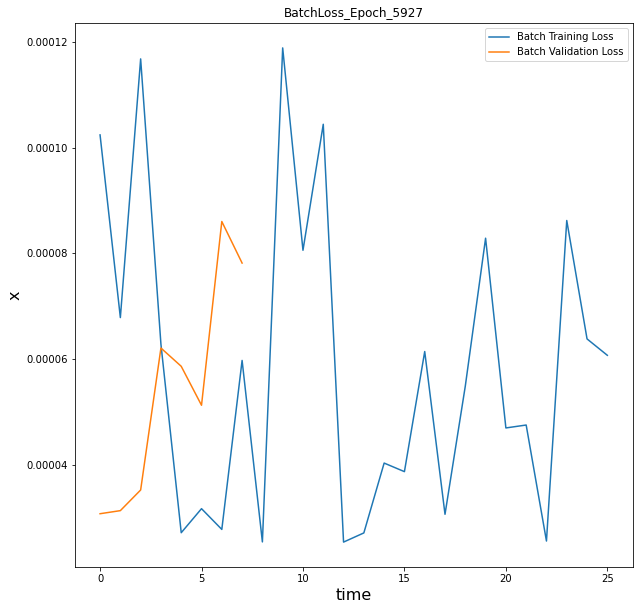 BatchLoss_Epoch_5927
Batch Training Loss
Batch Validation Loss
0.00012
0.00010
0.00008
0.00006
0.00004
x
0 5 10 15 20 25
time